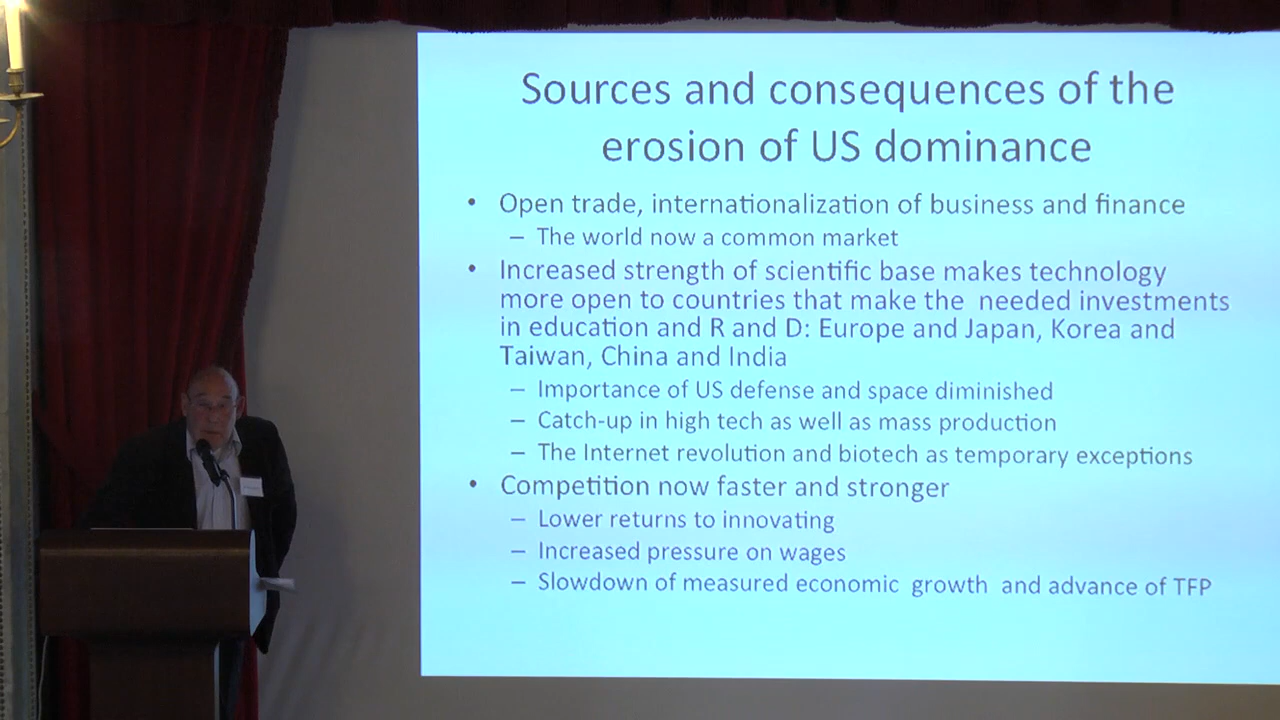 Sources and consequences of the
erosion of US dominance
• Open trade, internationalization of business and finance
– The world now a common market
• Increased strength of scientific base makes technology
more open to countries that make the needed investments
in education and R and D: Europe and Japan, Korea and
Taiwan, China and India
– Importance of US defense and space diminished
– Catch-up in high tech as well as mass production
– The Internet revolution and biotech as temporary exceptions
• Competition now faster and stronger
– Lower returns to innovating
– Increased pressure on wages
– Slowdown of measured economic growth and advance of TFP